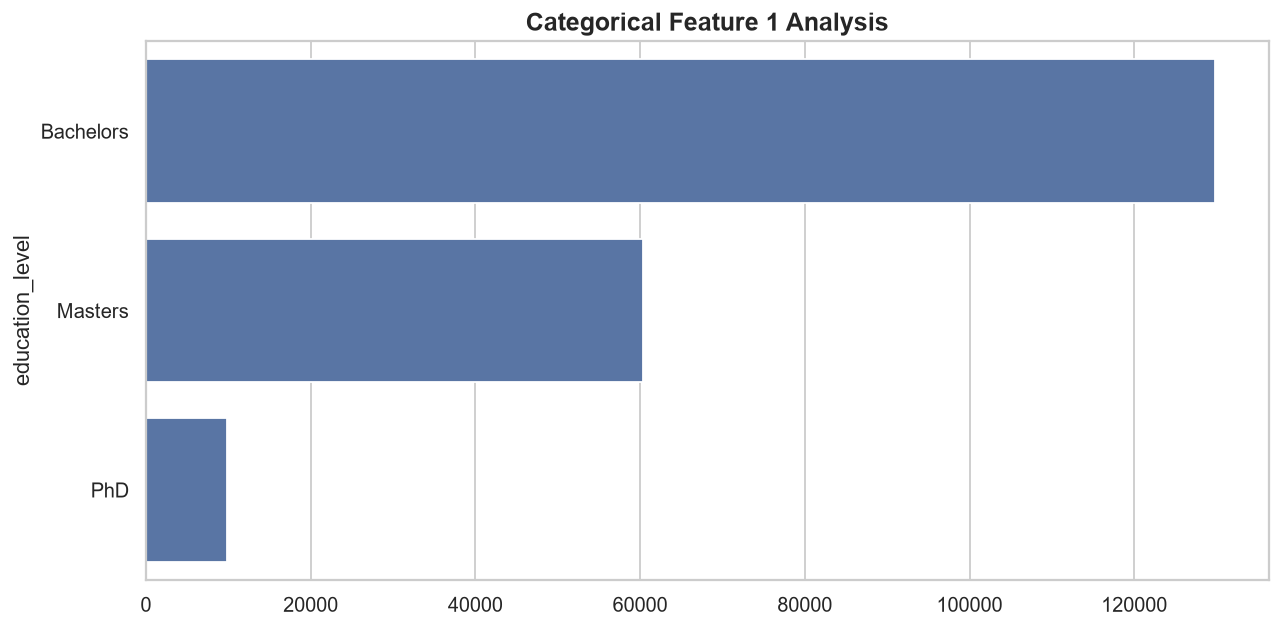 Categorical Feature 1 Analysis
education_level
Bachelors
Masters
PhD
0 20000 40000 60000 80000 100000 120000